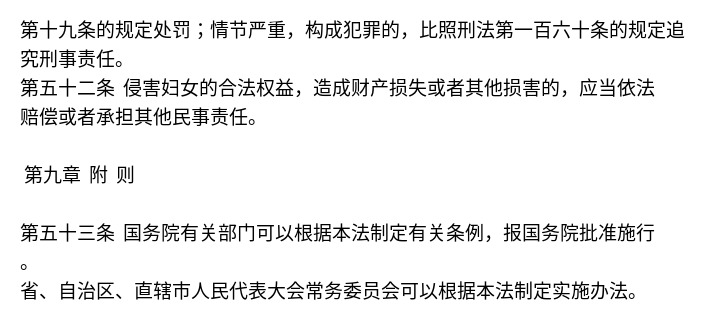 第十九条的规定处罚；情节严重，构成犯罪的，比照刑法第一百六十条的规定追
究刑事责任。
第五十二条 侵害妇女的合法权益，造成财产损失或者其他损害的，应当依法
赔偿或者承担其他民事责任。
第九章 附 则
第五十三条 国务院有关部门可以根据本法制定有关条例，报国务院批准施行
。
省、自治区、直辖市人民代表大会常务委员会可以根据本法制定实施办法。